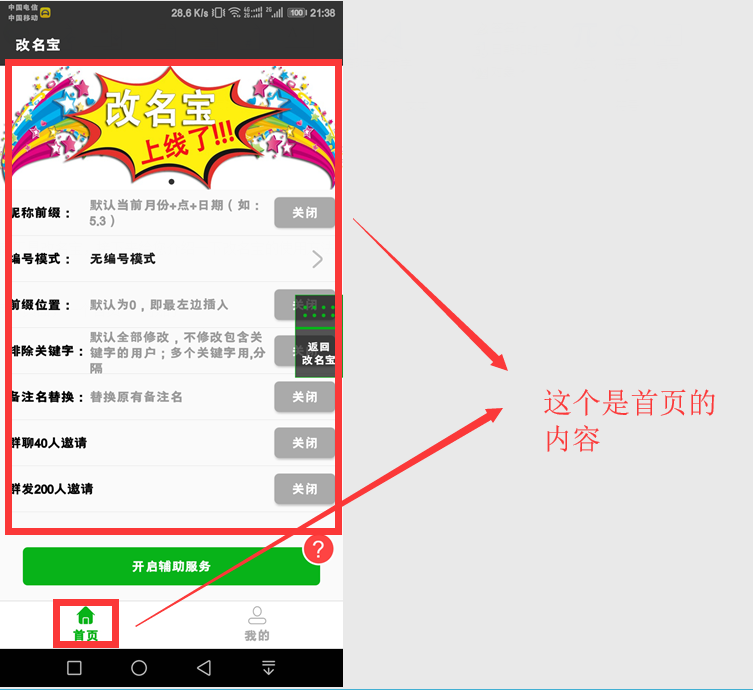 中国电信
中国移动
28.6 K/s
4G
2G
2G
100
21:38
改名宝
改名宝
上线了!!!
昵称前缀：
默认当前月份+点+日期（如：
5,3）
关闭
编号模式：
无编号模式
前缀位置：
默认为0，即最左边插入
关闭
返回
改名宝
排除关键字：
默认全部修改，不修改包含关
键字的用户；多个关键字用,分
隔
关
备注名替换：
替换原有备注名
关闭
群聊40人邀请
关闭
群发200人邀请
关闭
开启辅助服务
?
首页
我的
这个是首页的
内容